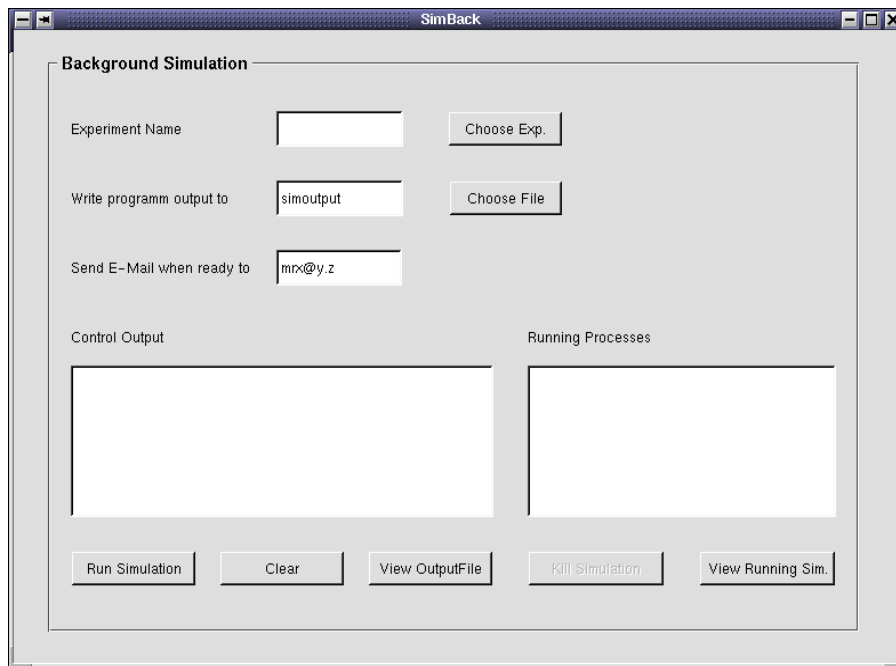 SimBack
Background Simulation
Experiment Name Choose Exp.
Write programm output to simoutput Choose File
Send E-Mail when ready to mrx@y.z
Control Output Running Processes
Run Simulation Clear View OutputFile Kill Simulation View Running Sim.